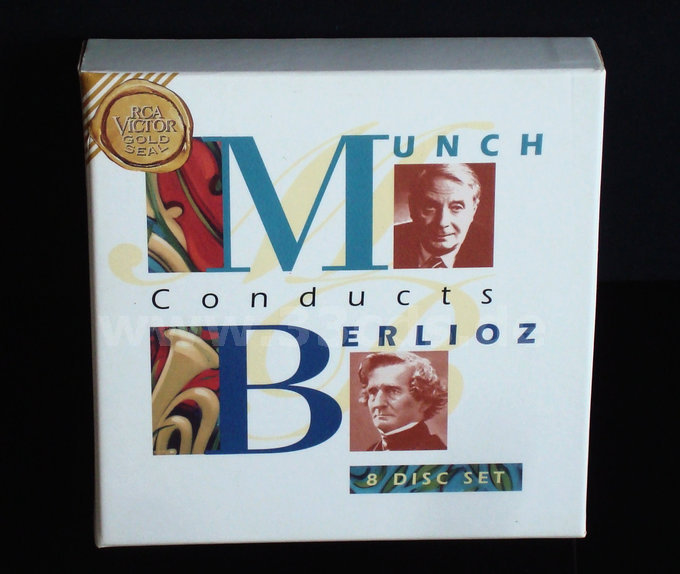 RCA
VICTOR
GOLD
SEAL
MUNCH
Conducts
BERLIOZ
8 DISC SET